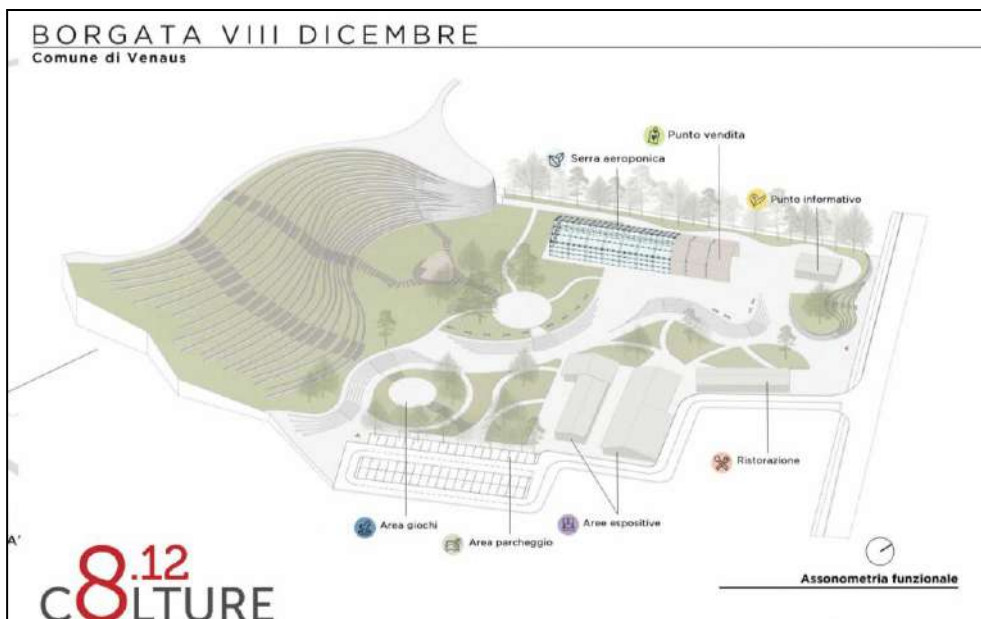 BORGATA VIII DICEMBRE
Comune di Venaus
Punto vendita
Serra aeroponica
Punto informativo
Ristorazione
Area giochi
Aree espositive
Area parcheggio
A'
8.12
COLTURE
Assonometria funzionale